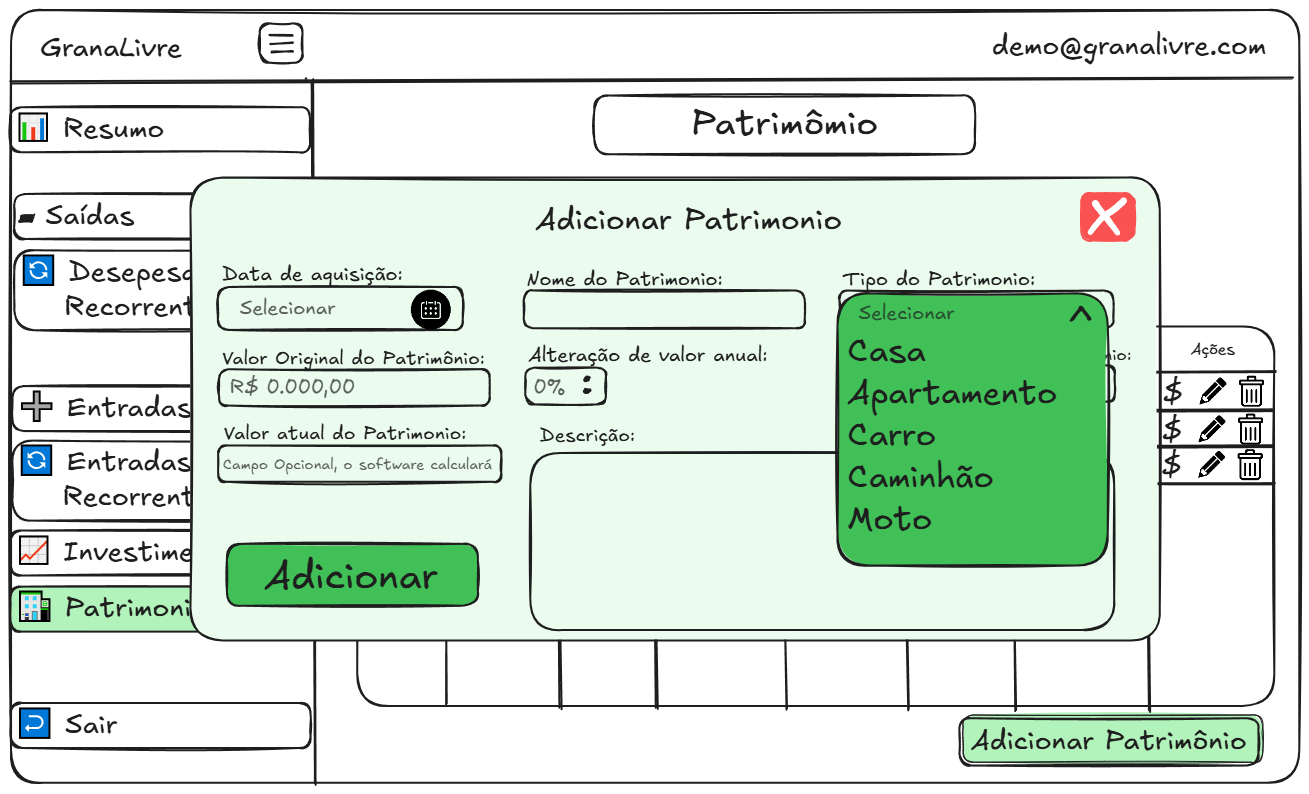 GranaLivre
demo@granalivre.com
Resumo
Patrimômio
Saídas
Desepesa
Recorrent
Entradas
Entradas
Recorrent
Investime
Patrimoni
Sair
Adicionar Patrimonio
Data de aquisição:
Selecionar
Nome do Patrimonio:
Tipo do Patrimonio:
Selecionar
Casa
Apartamento
Carro
Caminhão
Moto
Valor Original do Patrimônio:
R$ 0.000,00
Alteração de valor anual:
0%
nio:
Valor atual do Patrimonio:
Campo Opcional, o software calculará
Descrição:
Adicionar
Ações
$
$
$
Adicionar Patrimônio